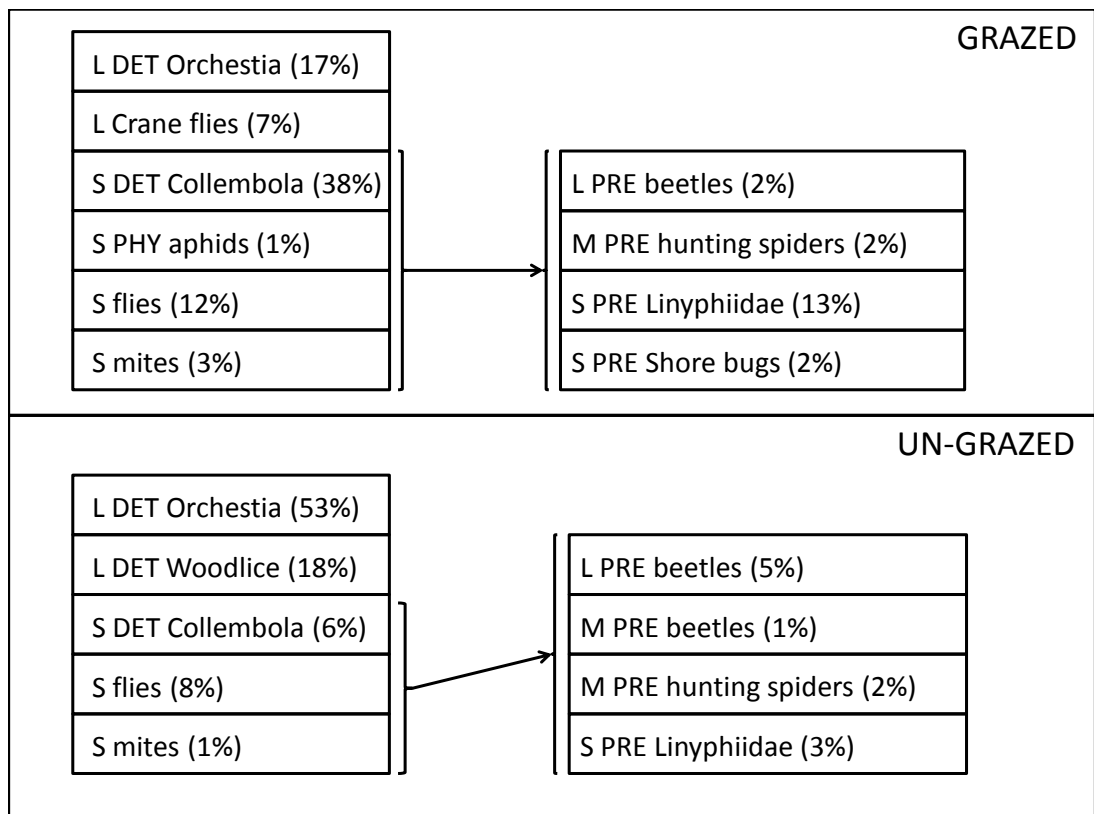 GRAZED
L DET Orchestia (17%)
L Crane flies (7%)
S DET Collembola (38%)
S PHY aphids (1%)
S flies (12%)
S mites (3%)
L PRE beetles (2%)
M PRE hunting spiders (2%)
S PRE Linyphiidae (13%)
S PRE Shore bugs (2%)
UN-GRAZED
L DET Orchestia (53%)
L DET Woodlice (18%)
S DET Collembola (6%)
S flies (8%)
S mites (1%)
L PRE beetles (5%)
M PRE beetles (1%)
M PRE hunting spiders (2%)
S PRE Linyphiidae (3%)